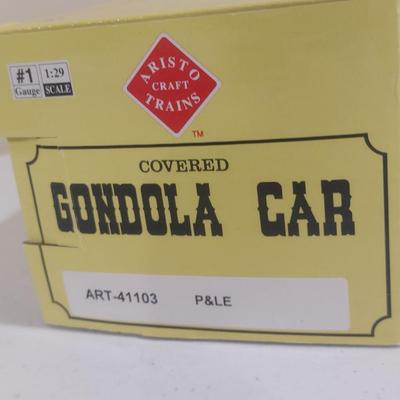 #1
Gauge
1:29
SCALE
ARISTO
CRAFT
TRAINS
TM
COVERED
GONDOLA CAR
ART-41103 P&LE